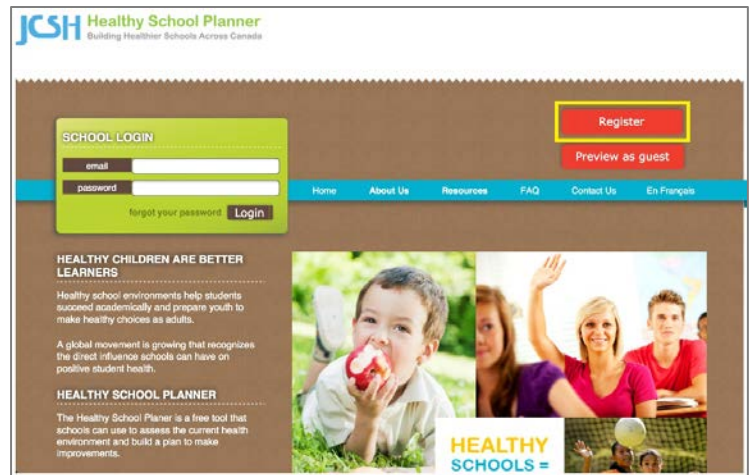 JCSH Healthy School Planner
Building Healthier Schools Across Canada
Register
Preview as guest
SCHOOL LOGIN
email
password
forgot your password Login
Home About Us Resources FAQ Contact Us En Français
HEALTHY CHILDREN ARE BETTER
LEARNERS
Healthy school environments help students
succeed academically and prepare youth to
make healthy choices as adults.
A global movement is growing that recognizes
the direct influence schools can have on
positive student health.
HEALTHY SCHOOL PLANNER
The Healthy School Planer is a free tool that
schools can use to assess the current health
environment and build a plan to make
improvements.
HEALTHY
SCHOOLS =